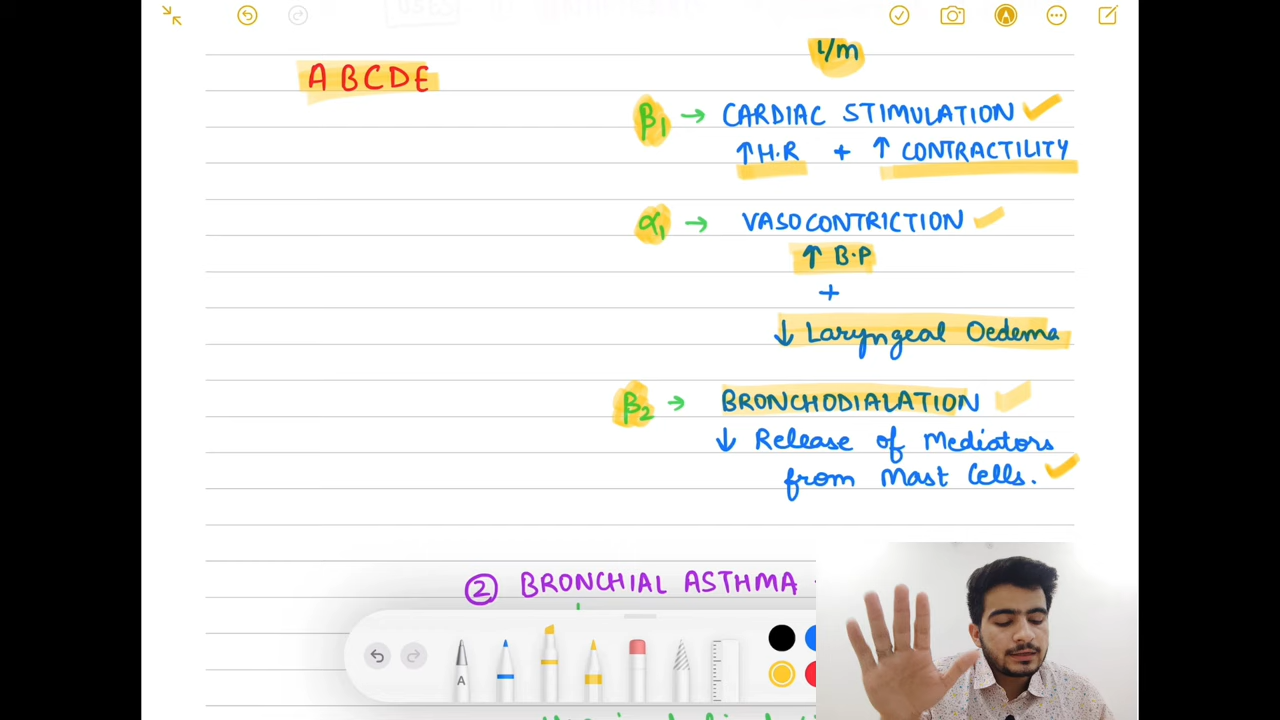 USES
I/m
A B C D E
β1 → CARDIAC STIMULATION ✓
↑H.R + ↑ CONTRACTILITY
α1 → VASOCONTRICTION ✓
↑ B.P
+
↓ Laryngeal Oedema
β2 → BRONCHODIALATION ✓
↓ Release of Mediators
from Mast Cells. ✓
② BRONCHIAL ASTHMA
A